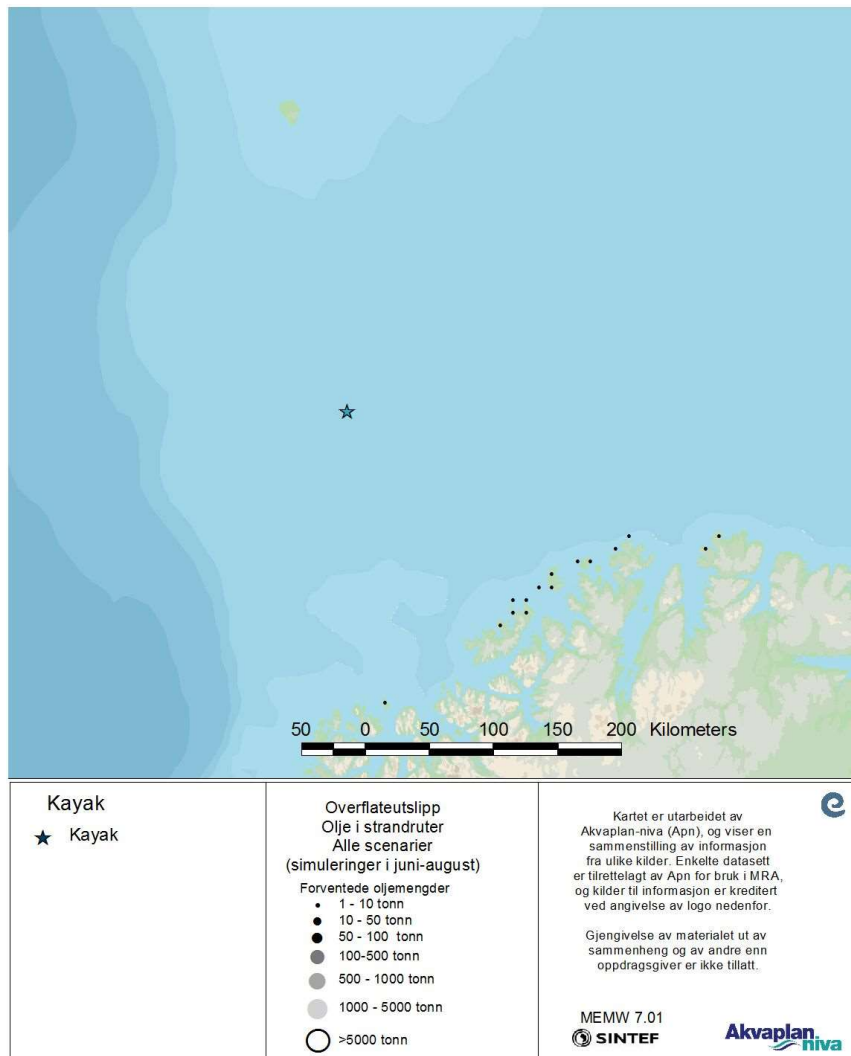 50 0 50 100 150 200 Kilometers
Kayak
Kayak
Overflateutslipp
Olje i strandruter
Alle scenarier
(simuleringer i juni-august)
Forventede oljemengder
1 - 10 tonn
10 - 50 tonn
50 - 100 tonn
100-500 tonn
500 - 1000 tonn
1000 - 5000 tonn
>5000 tonn
Kartet er utarbeidet av
Akvaplan-niva (Apn), og viser en
sammenstilling av informasjon
fra ulike kilder. Enkelte datasett
er tilrettelagt av Apn for bruk i MRA,
og kilder til informasjon er kreditert
ved angivelse av logo nedenfor.
Gjengivelse av materialet ut av
sammenheng og av andre enn
oppdragsgiver er ikke tillatt.
MEMW 7.01
SINTEF
Akvaplan
niva